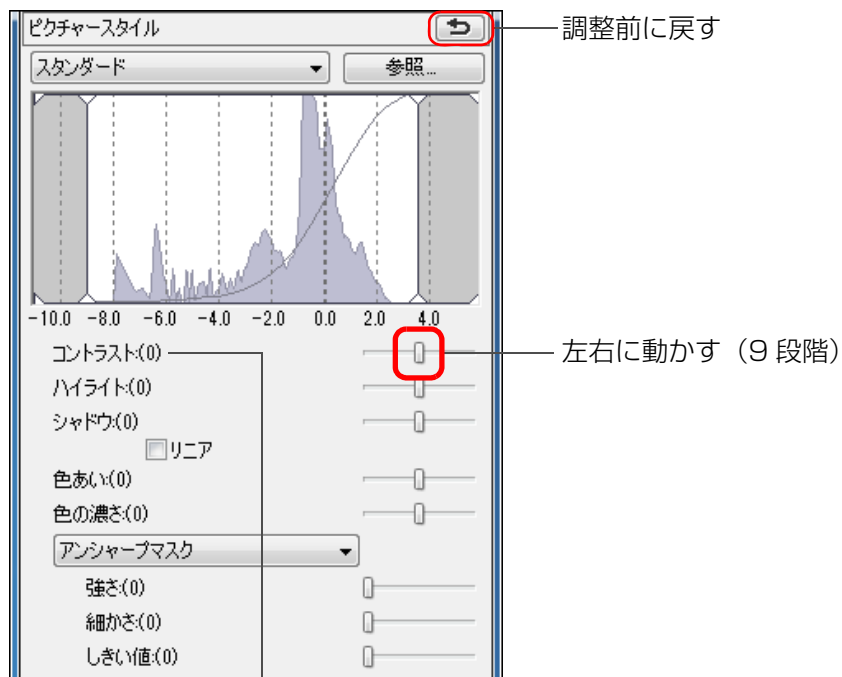 ピクチャースタイル
調整前に戻す
スタンダード
参照...
-10.0 -8.0 -6.0 -4.0 -2.0 0.0 2.0 4.0
コントラスト:(0)
左右に動かす（9 段階）
ハイライト:(0)
シャドウ:(0)
リニア
色あい:(0)
色の濃さ:(0)
アンシャープマスク
強さ:(0)
細かさ:(0)
しきい値:(0)